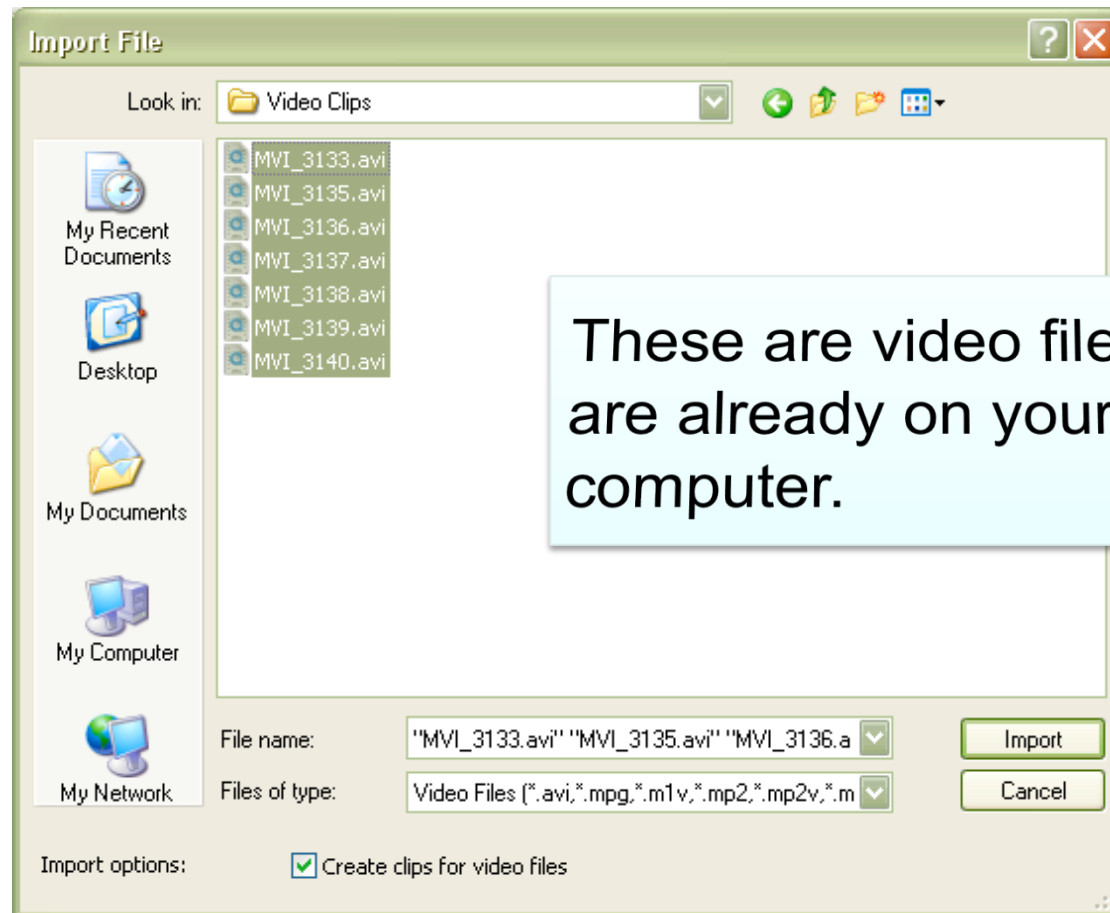 Import File
Look in:
Video Clips
My Recent
Documents
Desktop
My Documents
My Computer
My Network
MVI_3133.avi
MVI_3135.avi
MVI_3136.avi
MVI_3137.avi
MVI_3138.avi
MVI_3139.avi
MVI_3140.avi
These are video file
are already on your
computer.
File name:
"MVI_3133.avi" "MVI_3135.avi" "MVI_3136.a
Import
Files of type:
Video Files (*.avi,*.mpg,*.m1v,*.mp2,*.mp2v,*.m
Cancel
Import options:
Create clips for video files